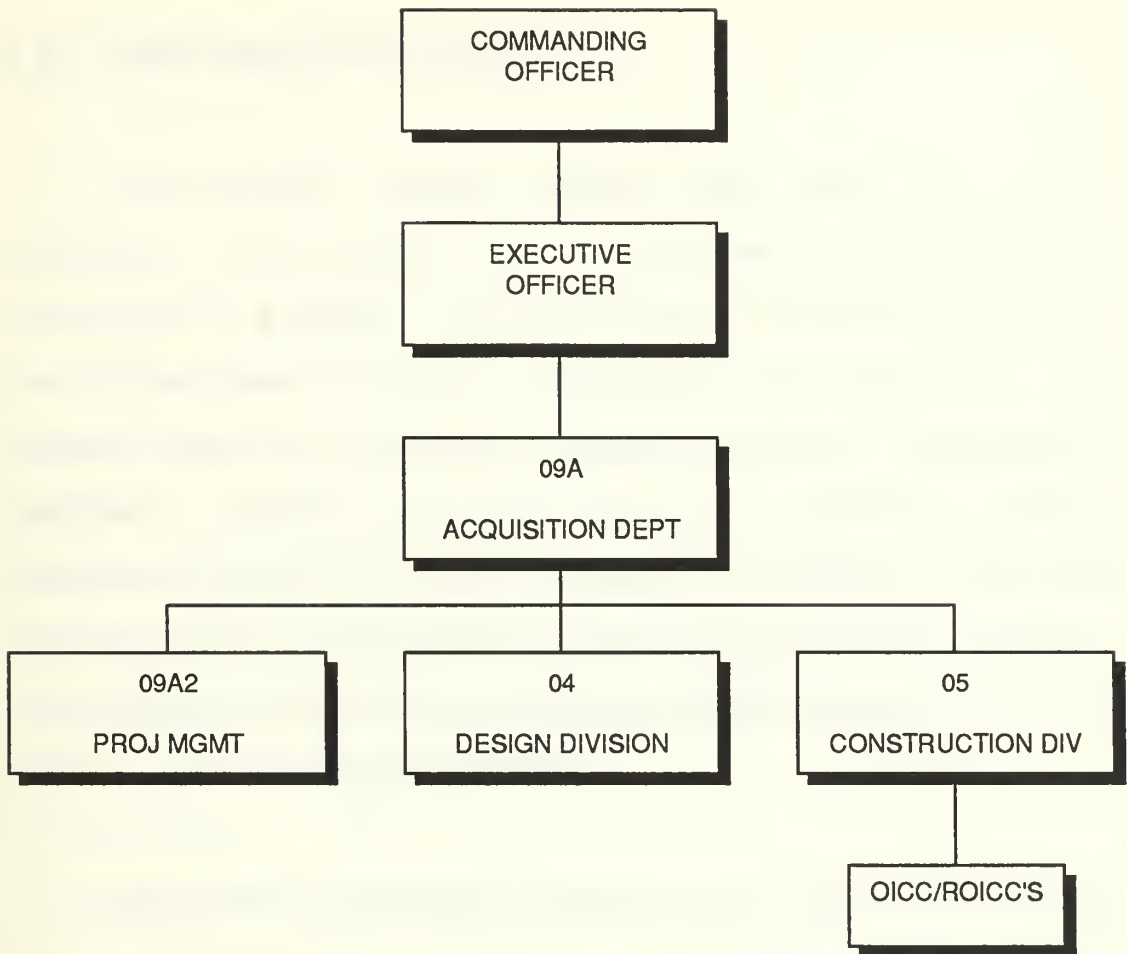 COMMANDING
OFFICER
EXECUTIVE
OFFICER
09A
ACQUISITION DEPT
09A2
PROJ MGMT
04
DESIGN DIVISION
05
CONSTRUCTION DIV
OICC/ROICC'S